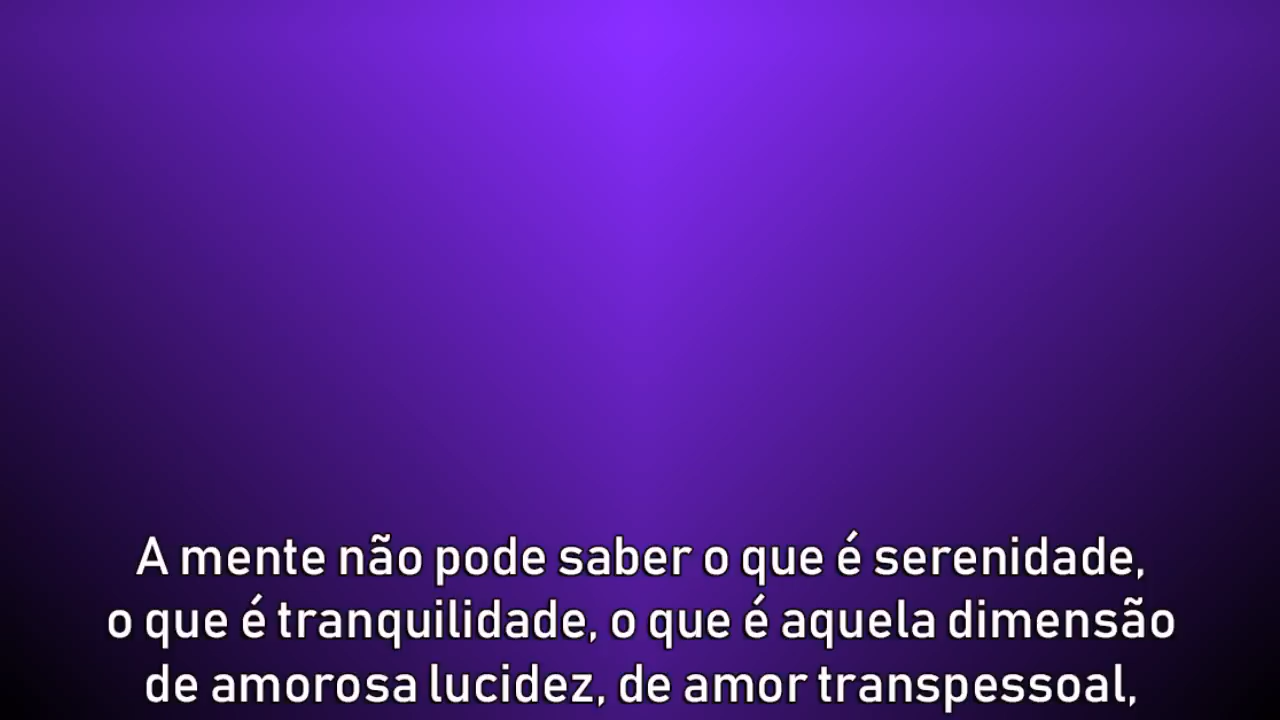 A mente não pode saber o que é serenidade,
o que é tranquilidade, o que é aquela dimensão
de amorosa lucidez, de amor transpessoal,